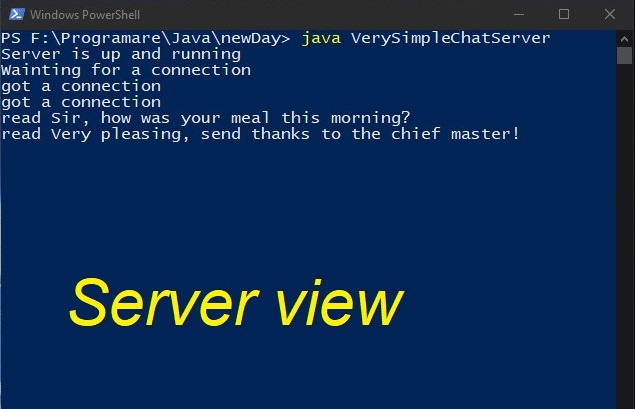 Windows PowerShell
PS F:\Programare\Java\newDay> java VerySimpleChatServer
Server is up and running
Wainting for a connection
got a connection
got a connection
read Sir, how was your meal this morning?
read Very pleasing, send thanks to the chief master!
Server view